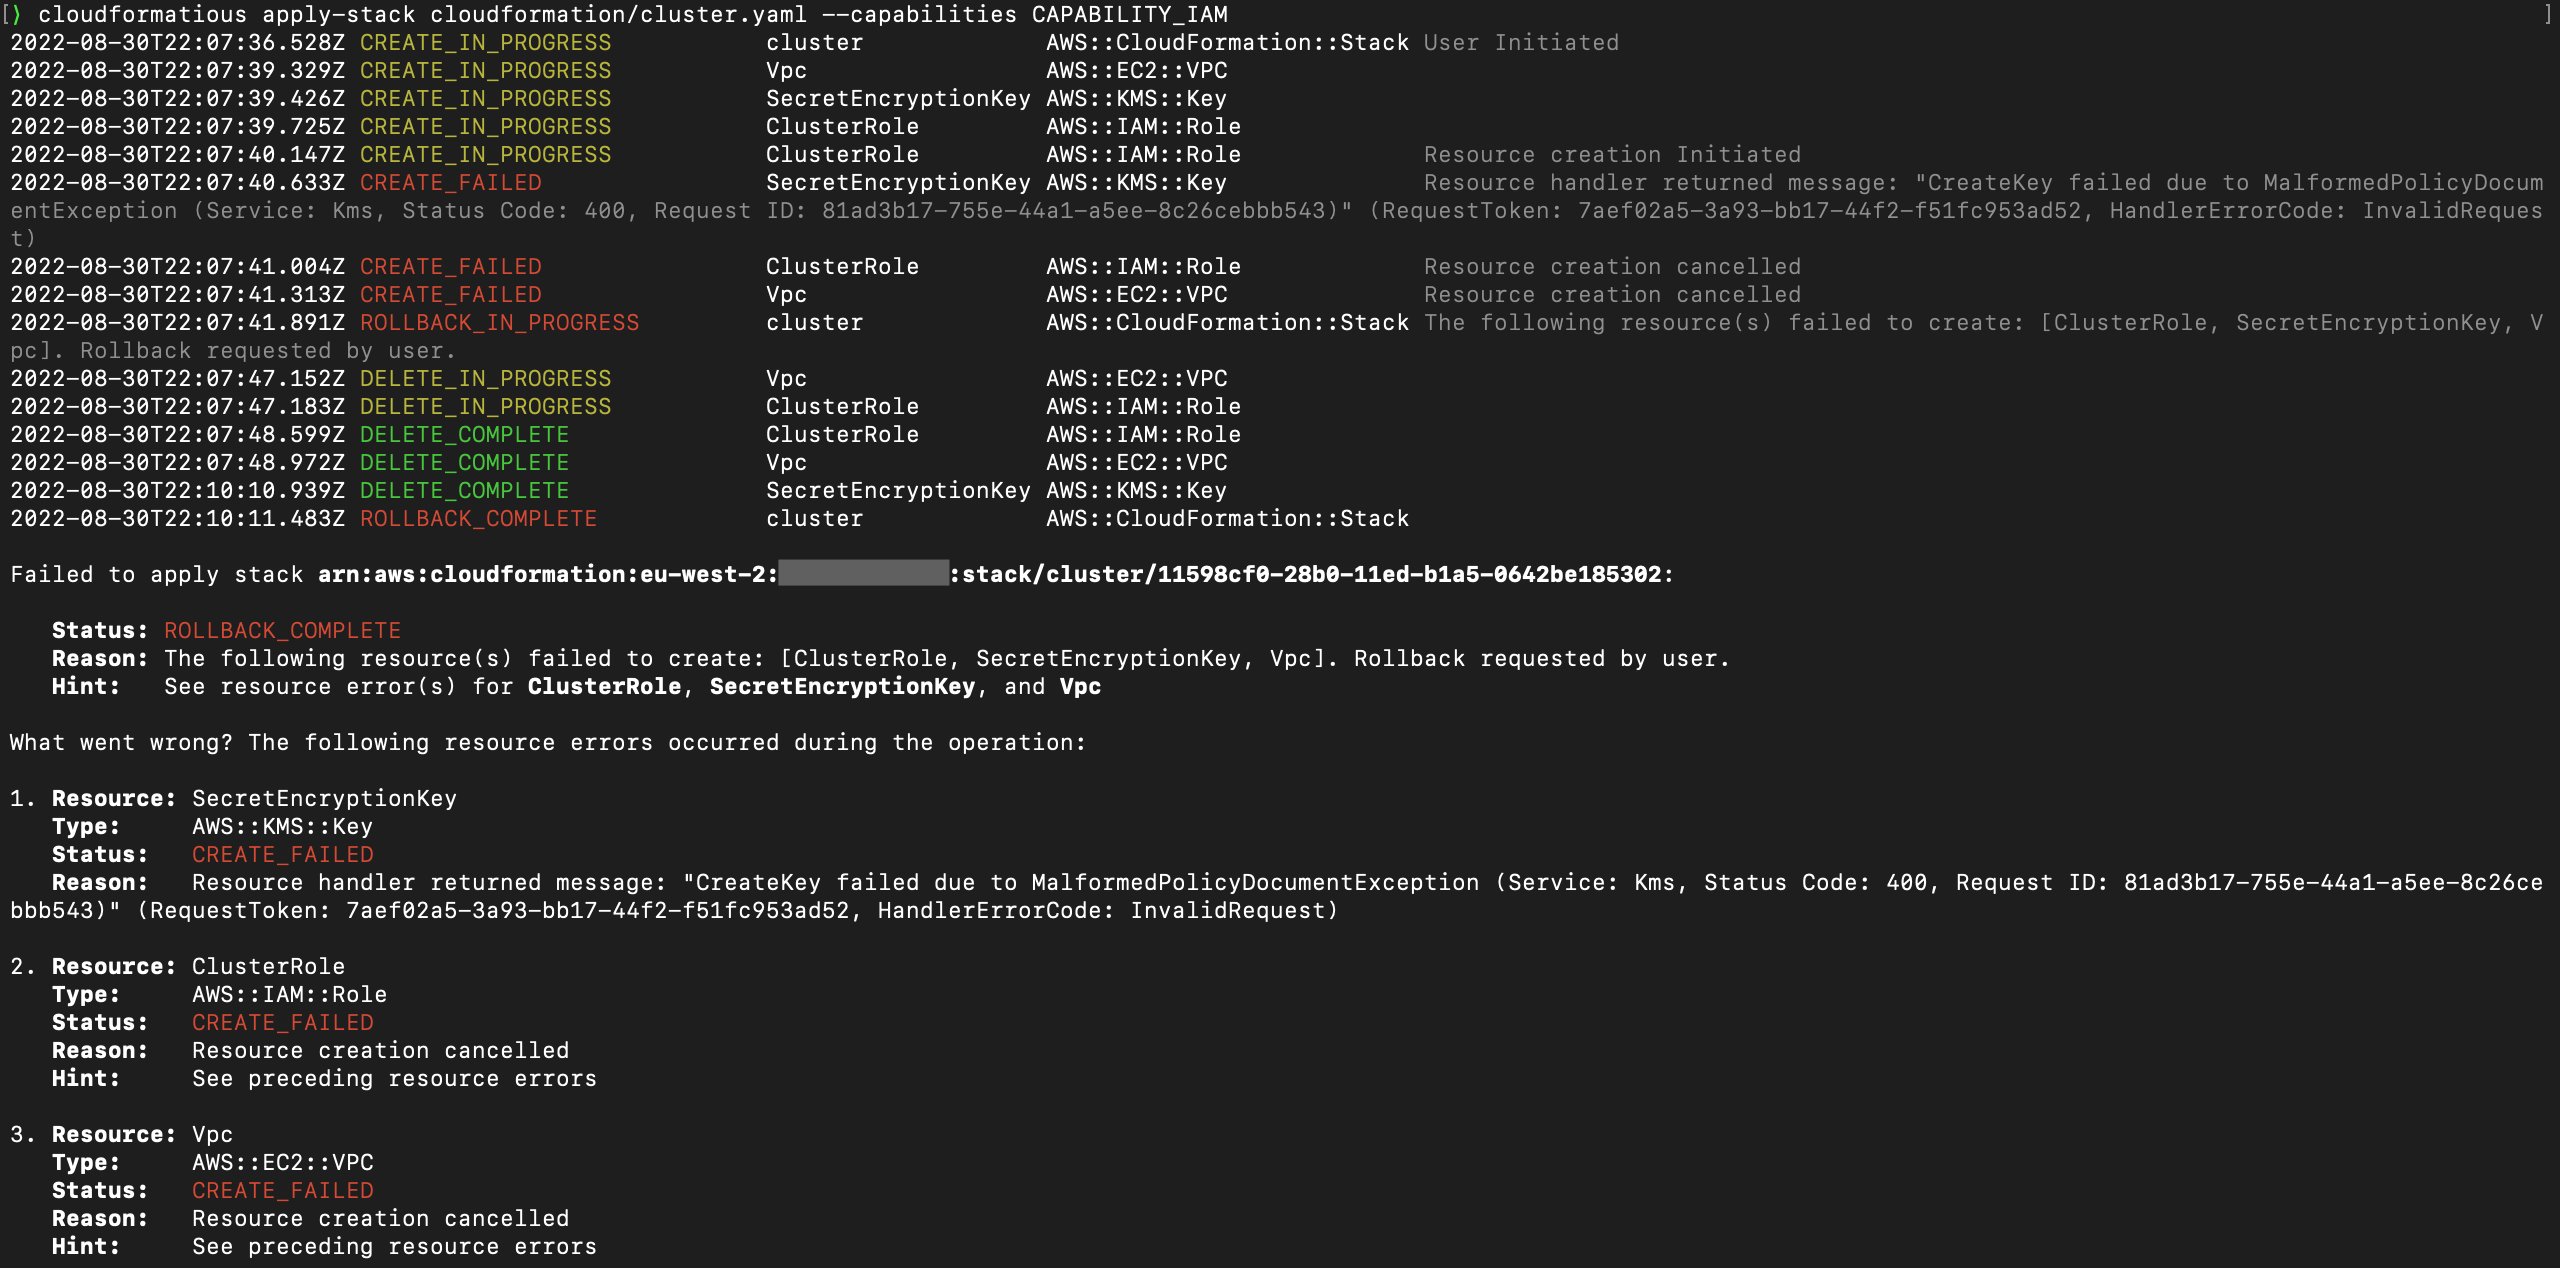 [⟩ cloudformatious apply-stack cloudformation/cluster.yaml --capabilities CAPABILITY_IAM ]
2022-08-30T22:07:36.528Z CREATE_IN_PROGRESS cluster AWS::CloudFormation::Stack User Initiated
2022-08-30T22:07:39.329Z CREATE_IN_PROGRESS Vpc AWS::EC2::VPC
2022-08-30T22:07:39.426Z CREATE_IN_PROGRESS SecretEncryptionKey AWS::KMS::Key
2022-08-30T22:07:39.725Z CREATE_IN_PROGRESS ClusterRole AWS::IAM::Role
2022-08-30T22:07:40.147Z CREATE_IN_PROGRESS ClusterRole AWS::IAM::Role Resource creation Initiated
2022-08-30T22:07:40.633Z CREATE_FAILED SecretEncryptionKey AWS::KMS::Key Resource handler returned message: "CreateKey failed due to MalformedPolicyDocum
entException (Service: Kms, Status Code: 400, Request ID: 81ad3b17-755e-44a1-a5ee-8c26cebbb543)" (RequestToken: 7aef02a5-3a93-bb17-44f2-f51fc953ad52, HandlerErrorCode: InvalidReques
t)
2022-08-30T22:07:41.004Z CREATE_FAILED ClusterRole AWS::IAM::Role Resource creation cancelled
2022-08-30T22:07:41.313Z CREATE_FAILED Vpc AWS::EC2::VPC Resource creation cancelled
2022-08-30T22:07:41.891Z ROLLBACK_IN_PROGRESS cluster AWS::CloudFormation::Stack The following resource(s) failed to create: [ClusterRole, SecretEncryptionKey, V
pc]. Rollback requested by user.
2022-08-30T22:07:47.152Z DELETE_IN_PROGRESS Vpc AWS::EC2::VPC
2022-08-30T22:07:47.183Z DELETE_IN_PROGRESS ClusterRole AWS::IAM::Role
2022-08-30T22:07:48.599Z DELETE_COMPLETE ClusterRole AWS::IAM::Role
2022-08-30T22:07:48.972Z DELETE_COMPLETE Vpc AWS::EC2::VPC
2022-08-30T22:10:10.939Z DELETE_COMPLETE SecretEncryptionKey AWS::KMS::Key
2022-08-30T22:10:11.483Z ROLLBACK_COMPLETE cluster AWS::CloudFormation::Stack
Failed to apply stack arn:aws:cloudformation:eu-west-2: :stack/cluster/11598cf0-28b0-11ed-b1a5-0642be185302:
Status: ROLLBACK_COMPLETE
Reason: The following resource(s) failed to create: [ClusterRole, SecretEncryptionKey, Vpc]. Rollback requested by user.
Hint: See resource error(s) for ClusterRole, SecretEncryptionKey, and Vpc
What went wrong? The following resource errors occurred during the operation:
1. Resource: SecretEncryptionKey
Type: AWS::KMS::Key
Status: CREATE_FAILED
Reason: Resource handler returned message: "CreateKey failed due to MalformedPolicyDocumentException (Service: Kms, Status Code: 400, Request ID: 81ad3b17-755e-44a1-a5ee-8c26ce
bbb543)" (RequestToken: 7aef02a5-3a93-bb17-44f2-f51fc953ad52, HandlerErrorCode: InvalidRequest)
2. Resource: ClusterRole
Type: AWS::IAM::Role
Status: CREATE_FAILED
Reason: Resource creation cancelled
Hint: See preceding resource errors
3. Resource: Vpc
Type: AWS::EC2::VPC
Status: CREATE_FAILED
Reason: Resource creation cancelled
Hint: See preceding resource errors